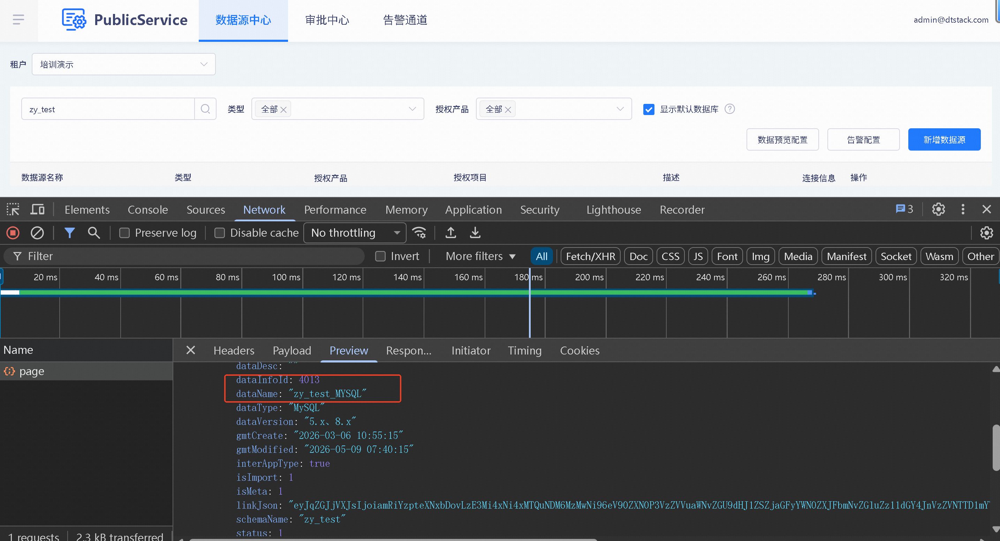 PublicService 数据源中心 审批中心 告警通道 admin@dtstack.com
租户 培训演示
zy_test 类型 全部 授权产品 全部 显示默认数据库
数据预览配置 告警配置 新增数据源
数据源名称 类型 授权产品 授权项目 描述 连接信息 操作
Elements Console Sources Network Performance Memory Application Security Lighthouse Recorder 3
Preserve log Disable cache No throttling
Filter Invert More filters All Fetch/XHR Doc CSS JS Font Img Media Manifest Socket Wasm Other
20 ms 40 ms 60 ms 80 ms 100 ms 120 ms 140 ms 160 ms 180 ms 200 ms 220 ms 240 ms 260 ms 280 ms 300 ms 320 ms
Name Headers Payload Preview Respon... Initiator Timing Cookies
page
dataDesc: ""
dataInfoId: 4013
dataName: "zy_test_MYSQL"
dataType: "MySQL"
dataVersion: "5.x、8.x"
gmtCreate: "2026-03-06 10:55:15"
gmtModified: "2026-05-09 07:40:15"
interAppType: true
isImport: 1
isMeta: 1
linkJson:
schemaName: "zy_test"
status: 1
1 requests 2.3 kB transferred